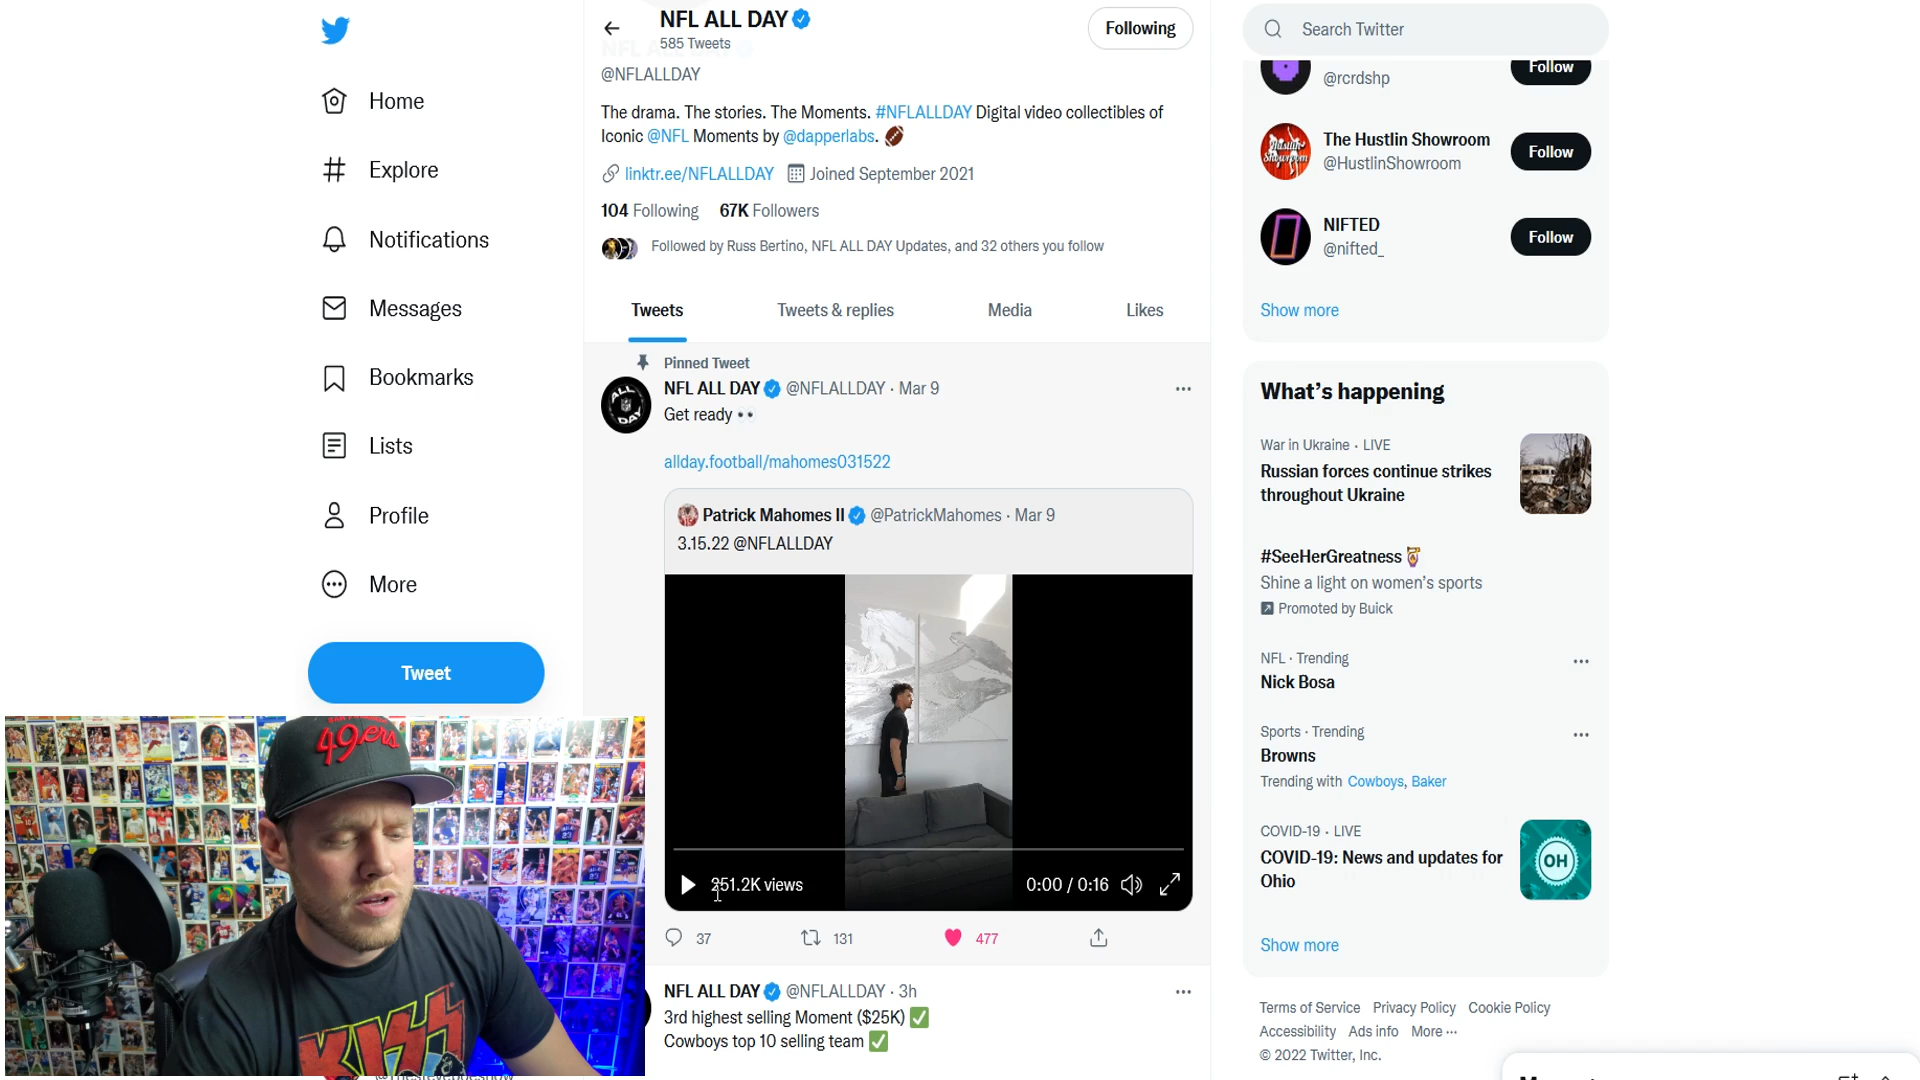 NFL ALL DAY
585 Tweets
Following
Search Twitter
@NFLALLDAY
The drama. The stories. The Moments. #NFLALLDAY Digital video collectibles of
Iconic @NFL Moments by @dapperlabs.
linktr.ee/NFLALLDAY Joined September 2021
104 Following 67K Followers
Followed by Russ Bertino, NFL ALL DAY Updates, and 32 others you follow
Tweets Tweets & replies Media Likes
Home
Explore
Notifications
Messages
Bookmarks
Lists
Profile
More
Tweet
Pinned Tweet
NFL ALL DAY @NFLALLDAY · Mar 9
Get ready
allday.football/mahomes031522
Patrick Mahomes II @PatrickMahomes · Mar 9
3.15.22 @NFLALLDAY
251.2K views
0:00 / 0:16
37 131 477
NFL ALL DAY @NFLALLDAY · 3h
3rd highest selling Moment ($25K) ✅
Cowboys top 10 selling team ✅
ALL
DAY
49ers
KISS
@rcrdshp
Follow
The Hustlin Showroom
@HustlinShowroom
Follow
Hustlin
Showroom
NIFTED
@nifted_
Follow
Show more
What's happening
War in Ukraine · LIVE
Russian forces continue strikes
throughout Ukraine
#SeeHerGreatness
Shine a light on women's sports
Promoted by Buick
NFL · Trending
Nick Bosa
Sports · Trending
Browns
Trending with Cowboys, Baker
COVID-19 · LIVE
COVID-19: News and updates for
Ohio
OH
Show more
Terms of Service Privacy Policy Cookie Policy
Accessibility Ads info More ···
© 2022 Twitter, Inc.